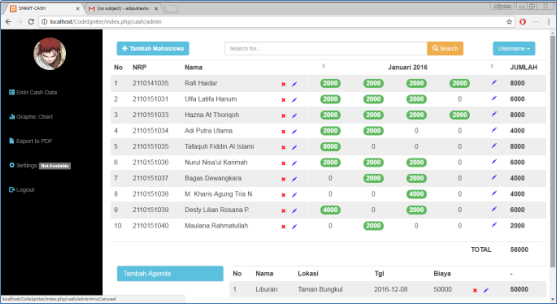 SMART-CASH
localhost/CodeIgniter/index.php/cash/admin
+ Tambah Mahasiswa
Search for...
Search
Username
No NRP Nama Januari 2016 JUMLAH
1 2110141035 Rafi Haidar 2000 2000 2000 2000 8000
2 2110151031 Ulfa Latifa Hanum 2000 2000 2000 0 6000
3 2110151033 Hazna At Thoriqoh 2000 2000 2000 2000 8000
4 2110151034 Adi Putra Utama 2000 2000 0 0 4000
5 2110151035 Tafaquh Fiddin Al Islami 8000 0 0 0 8000
6 2110151036 Nurul Nisa'ul Karimah 2000 2000 2000 0 6000
7 2110151037 Bagas Dewangkara 0 2000 2000 0 4000
8 2110151038 M. Kharis Agung Tria N. 0 0 4000 0 4000
9 2110151039 Desty Lilian Rosana P. 4000 0 2000 0 6000
10 2110151040 Maulana Rahmatullah 0 2000 0 0 2000
TOTAL 56000
Entri Cash Data
Graphic Chart
Export to PDF
Settings Not Available
Logout
Tambah Agenda
No Nama Lokasi Tgl Biaya -
1 Liburan Taman Bungkul 2016-12-08 50000 50000
localhost/CodeIgniter/index.php/cash/admin#myCarousel